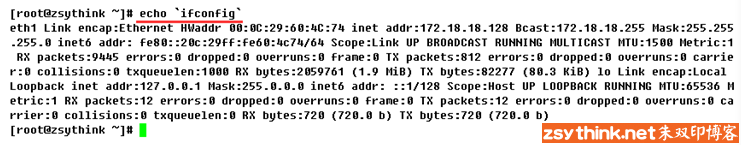 [root@zsythink ~]# echo `ifconfig`
eth1 Link encap:Ethernet HWaddr 00:0C:29:60:4C:74 inet addr:172.18.18.128 Bcast:172.18.18.255 Mask:255.255
.255.0 inet6 addr: fe80::20c:29ff:fe60:4c74/64 Scope:Link UP BROADCAST RUNNING MULTICAST MTU:1500 Metric:1
RX packets:9445 errors:0 dropped:0 overruns:0 frame:0 TX packets:812 errors:0 dropped:0 overruns:0 carrie
r:0 collisions:0 txqueuelen:1000 RX bytes:2059761 (1.9 MiB) TX bytes:82277 (80.3 KiB) lo Link encap:Local
Loopback inet addr:127.0.0.1 Mask:255.0.0.0 inet6 addr: ::1/128 Scope:Host UP LOOPBACK RUNNING MTU:65536 M
etric:1 RX packets:12 errors:0 dropped:0 overruns:0 frame:0 TX packets:12 errors:0 dropped:0 overruns:0 ca
rrier:0 collisions:0 txqueuelen:0 RX bytes:720 (720.0 b) TX bytes:720 (720.0 b)
[root@zsythink ~]#
zsythink.net朱双印博客